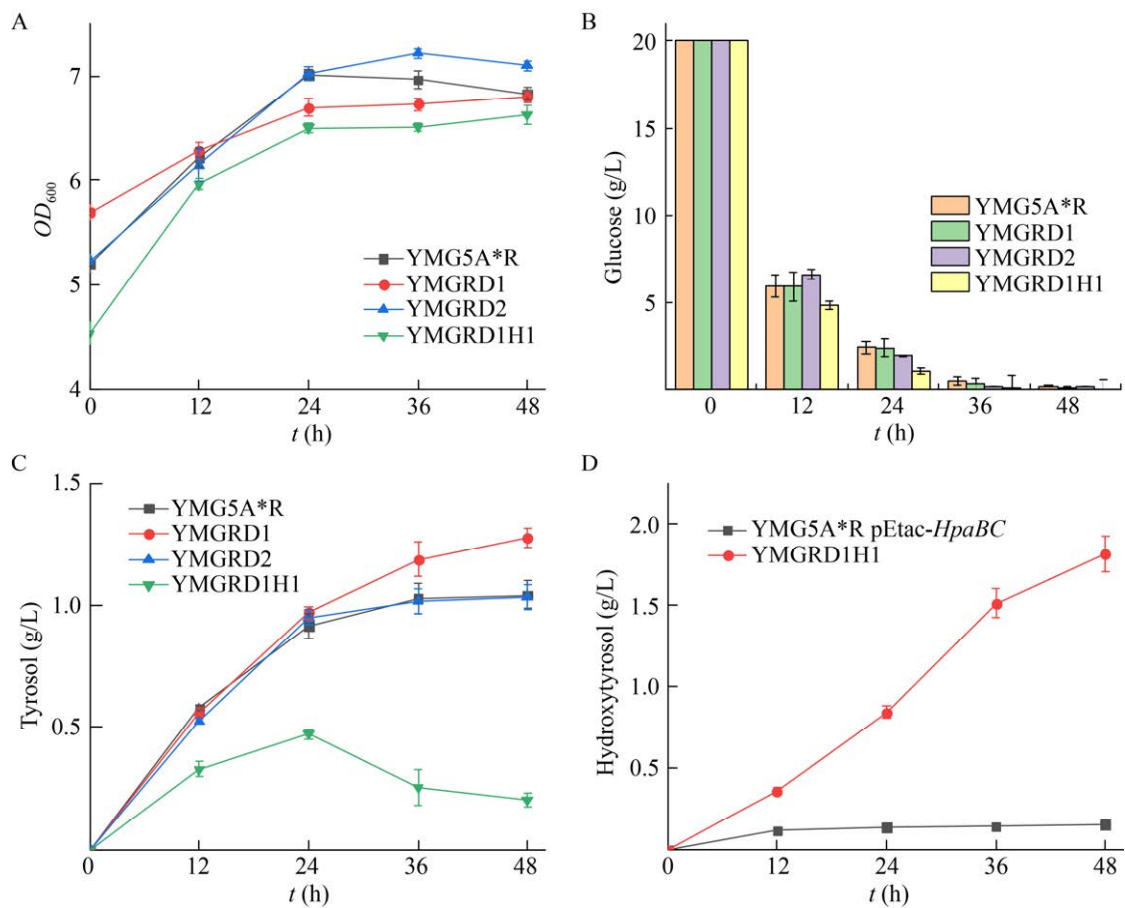 A
7
6
5
4
OD600
0
12
24
36
48
t (h)
YMG5A*R
YMGRD1
YMGRD2
YMGRD1H1
B
20
15
10
5
Glucose (g/L)
0
12
24
36
48
t (h)
YMG5A*R
YMGRD1
YMGRD2
YMGRD1H1
C
1.5
1.0
0.5
Tyrosol (g/L)
0
12
24
36
48
t (h)
YMG5A*R
YMGRD1
YMGRD2
YMGRD1H1
D
2.0
1.5
1.0
0.5
Hydroxytyrosol (g/L)
0
12
24
36
48
t (h)
YMG5A*R pEtac-HpaBC
YMGRD1H1